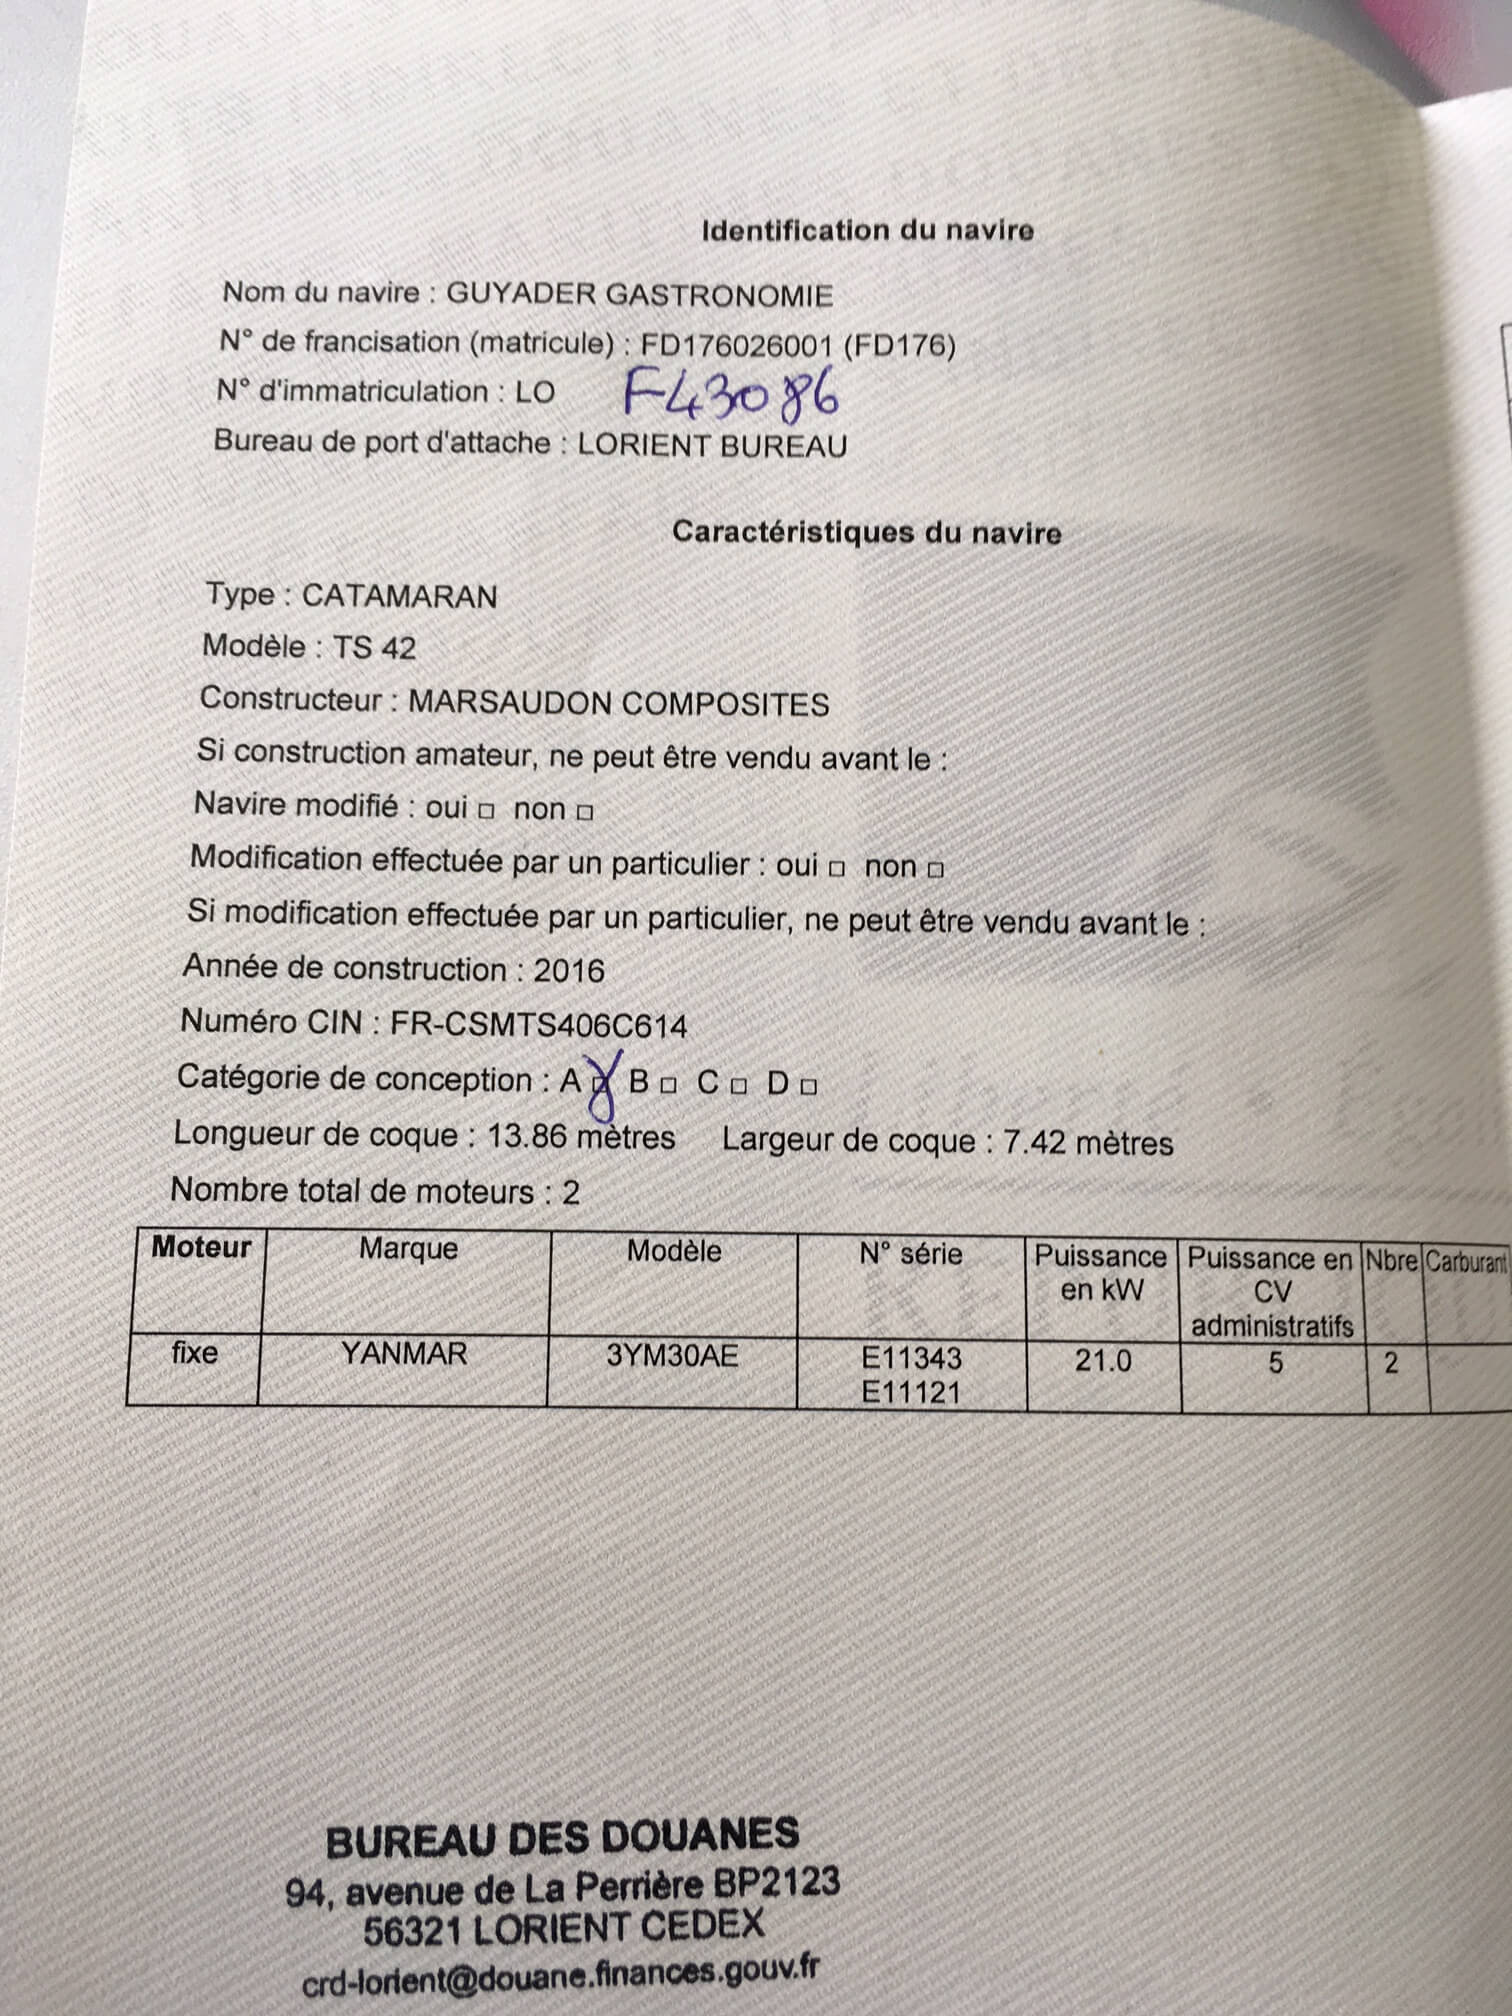 Identification du navire
Nom du navire : GUYADER GASTRONOMIE
N° de francisation (matricule) : FD176026001 (FD176)
N° d'immatriculation : LO F43086
Bureau de port d'attache : LORIENT BUREAU
Caractéristiques du navire
Type : CATAMARAN
Modèle : TS 42
Constructeur : MARSAUDON COMPOSITES
Si construction amateur, ne peut être vendu avant le :
Navire modifié : oui □ non □
Modification effectuée par un particulier : oui □ non □
Si modification effectuée par un particulier, ne peut être vendu avant le :
Année de construction : 2016
Numéro CIN : FR-CSMTS406C614
Catégorie de conception : A ☒ B □ C □ D □
Longueur de coque : 13.86 mètres Largeur de coque : 7.42 mètres
Nombre total de moteurs : 2
Moteur Marque Modèle N° série Puissance en kW Puissance en CV administratifs Nbre Carburant
fixe YANMAR 3YM30AE E11343 21.0 5 2
E11121
BUREAU DES DOUANES
94, avenue de La Perrière BP2123
56321 LORIENT CEDEX
crd-lorient@douane.finances.gouv.fr